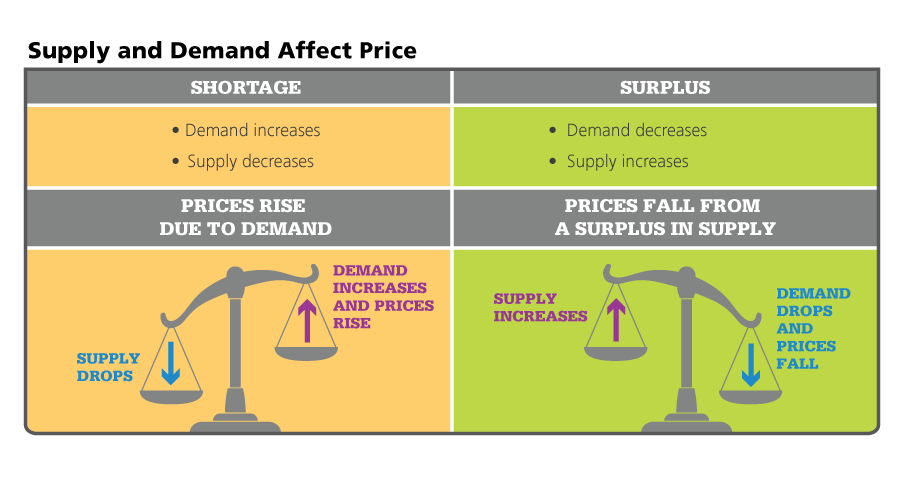 Supply and Demand Affect Price
SHORTAGE
SURPLUS
• Demand increases
• Supply decreases
• Demand decreases
• Supply increases
PRICES RISE
DUE TO DEMAND
PRICES FALL FROM
A SURPLUS IN SUPPLY
SUPPLY
DROPS
DEMAND
INCREASES
AND PRICES
RISE
SUPPLY
INCREASES
DEMAND
DROPS
AND
PRICES
FALL